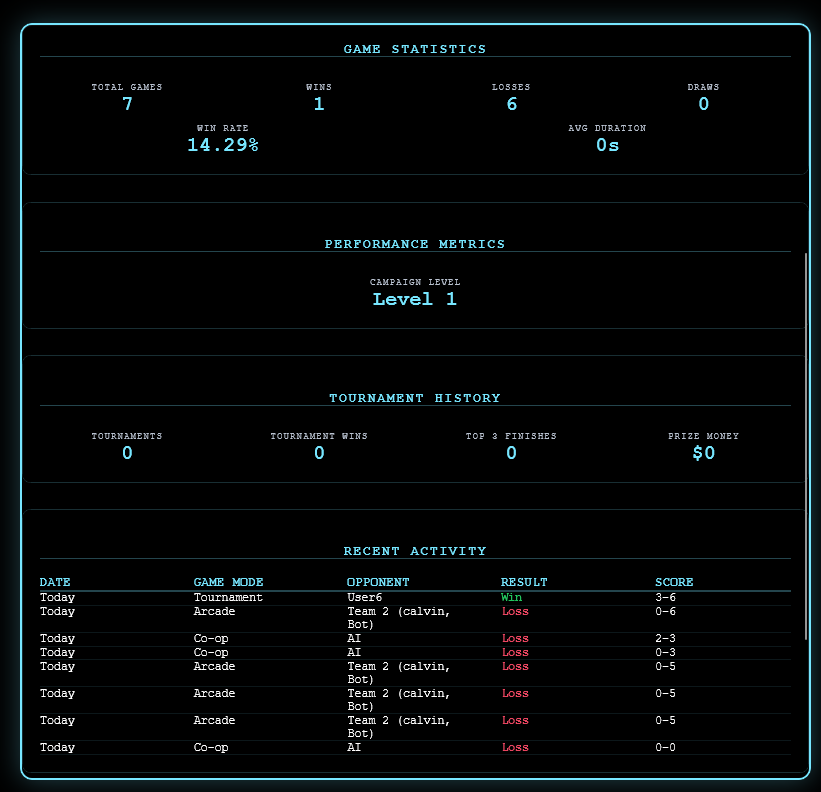 GAME STATISTICS
TOTAL GAMES WINS LOSSES DRAWS
7 1 6 0
WIN RATE AVG DURATION
14.29% 0s
PERFORMANCE METRICS
CAMPAIGN LEVEL
Level 1
TOURNAMENT HISTORY
TOURNAMENTS TOURNAMENT WINS TOP 3 FINISHES PRIZE MONEY
0 0 0 $0
RECENT ACTIVITY
DATE GAME MODE OPPONENT RESULT SCORE
Today Tournament User6 Win 3-6
Today Arcade Team 2 (calvin, Loss 0-6
Bot)
Today Co-op AI Loss 2-3
Today Co-op AI Loss 0-3
Today Arcade Team 2 (calvin, Loss 0-5
Bot)
Today Arcade Team 2 (calvin, Loss 0-5
Bot)
Today Arcade Team 2 (calvin, Loss 0-5
Bot)
Today Co-op AI Loss 0-0